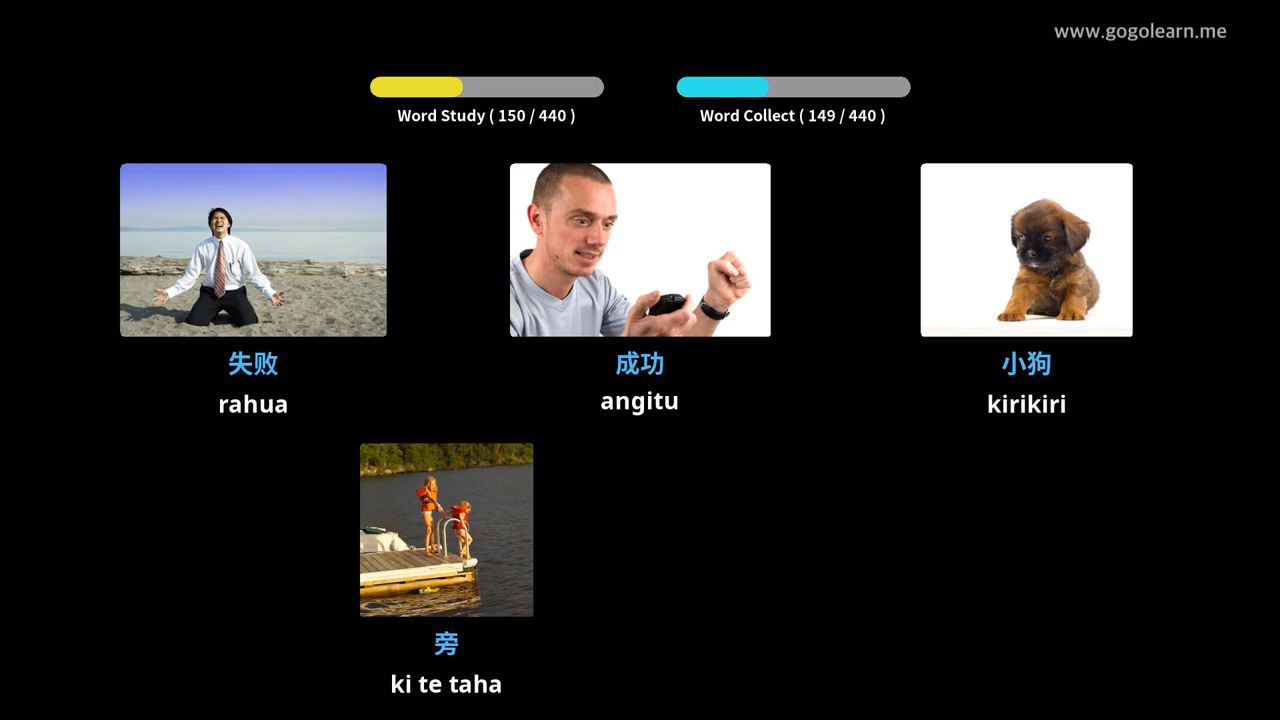 www.gogolearn.me
Word Study ( 150 / 440 )
Word Collect ( 149 / 440 )
失败
成功
小狗
rahua
angitu
kirikiri
旁
ki te taha